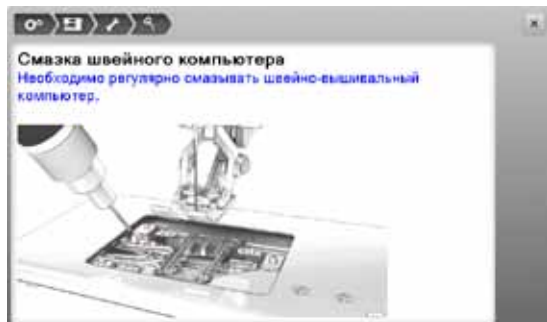 Смазка швейного компьютера
Необходимо регулярно смазывать швейно-вышивальный
компьютер.